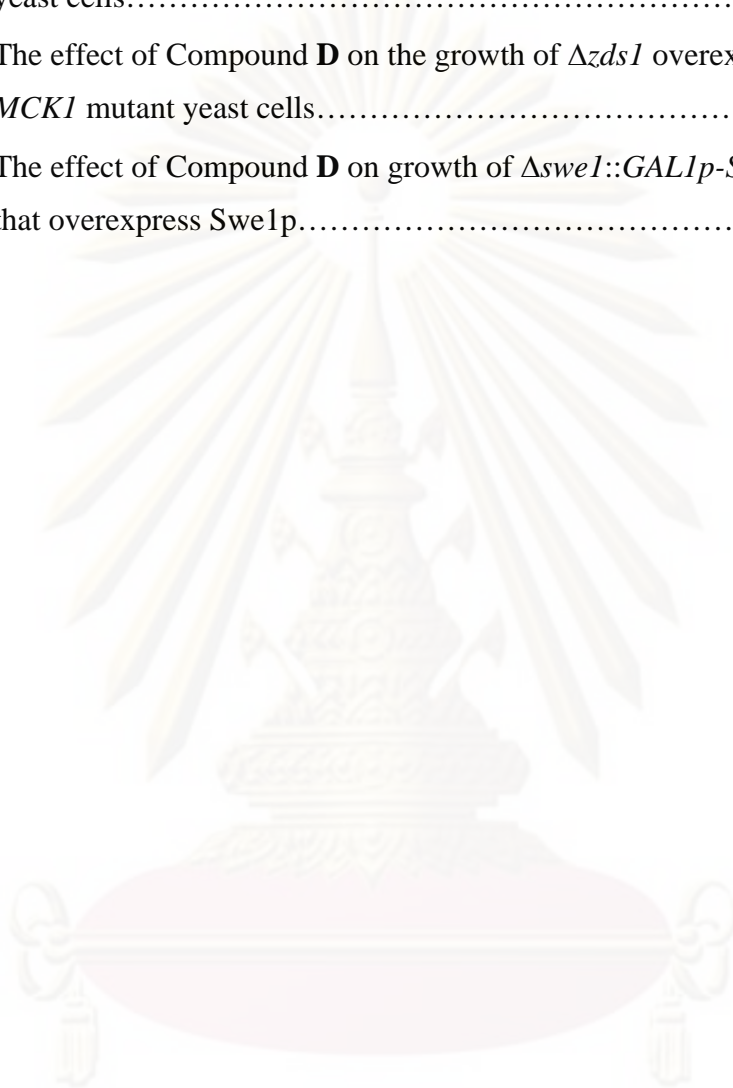 yeast cells……………………………………………………
The effect of Compound D on the growth of Δzds1
MCK1 mutant yeast cells………………………………………
The effect of Compound D on growth of Δswe1::GAL1p-
that overexpress Swe1p…………………………………………